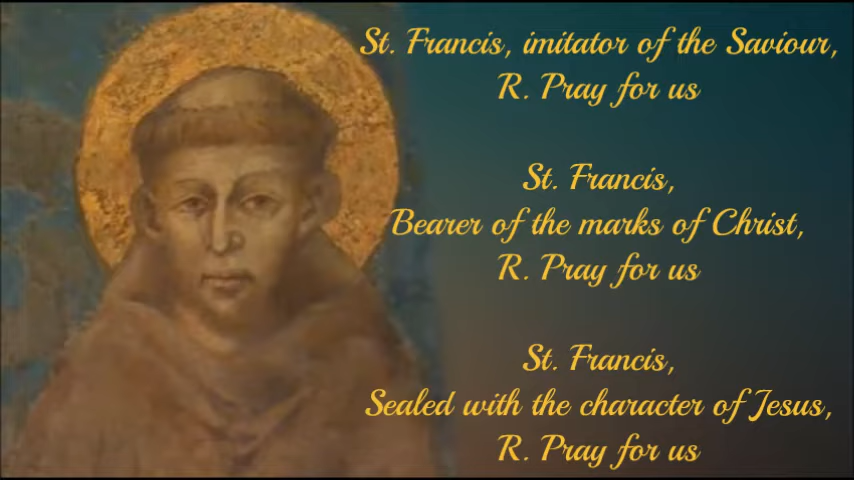 St. Francis, imitator of the Saviour,
R. Pray for us
St. Francis,
Bearer of the marks of Christ,
R. Pray for us
St. Francis,
Sealed with the character of Jesus,
R. Pray for us